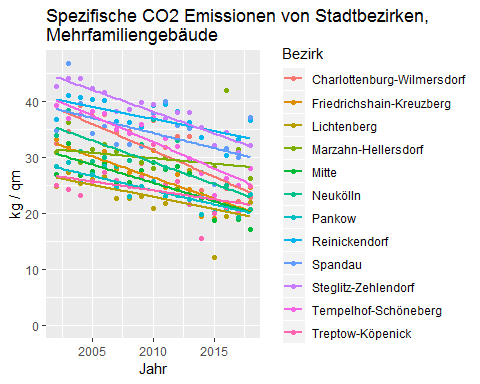 Spezifische CO2 Emissionen von Stadtbezirken,
Mehrfamiliengebäude
kg / qm
40
30
20
10
0
2005
2010
2015
Jahr
Bezirk
Charlottenburg-Wilmersdorf
Friedrichshain-Kreuzberg
Lichtenberg
Marzahn-Hellersdorf
Mitte
Neukölln
Pankow
Reinickendorf
Spandau
Steglitz-Zehlendorf
Tempelhof-Schöneberg
Treptow-Köpenick